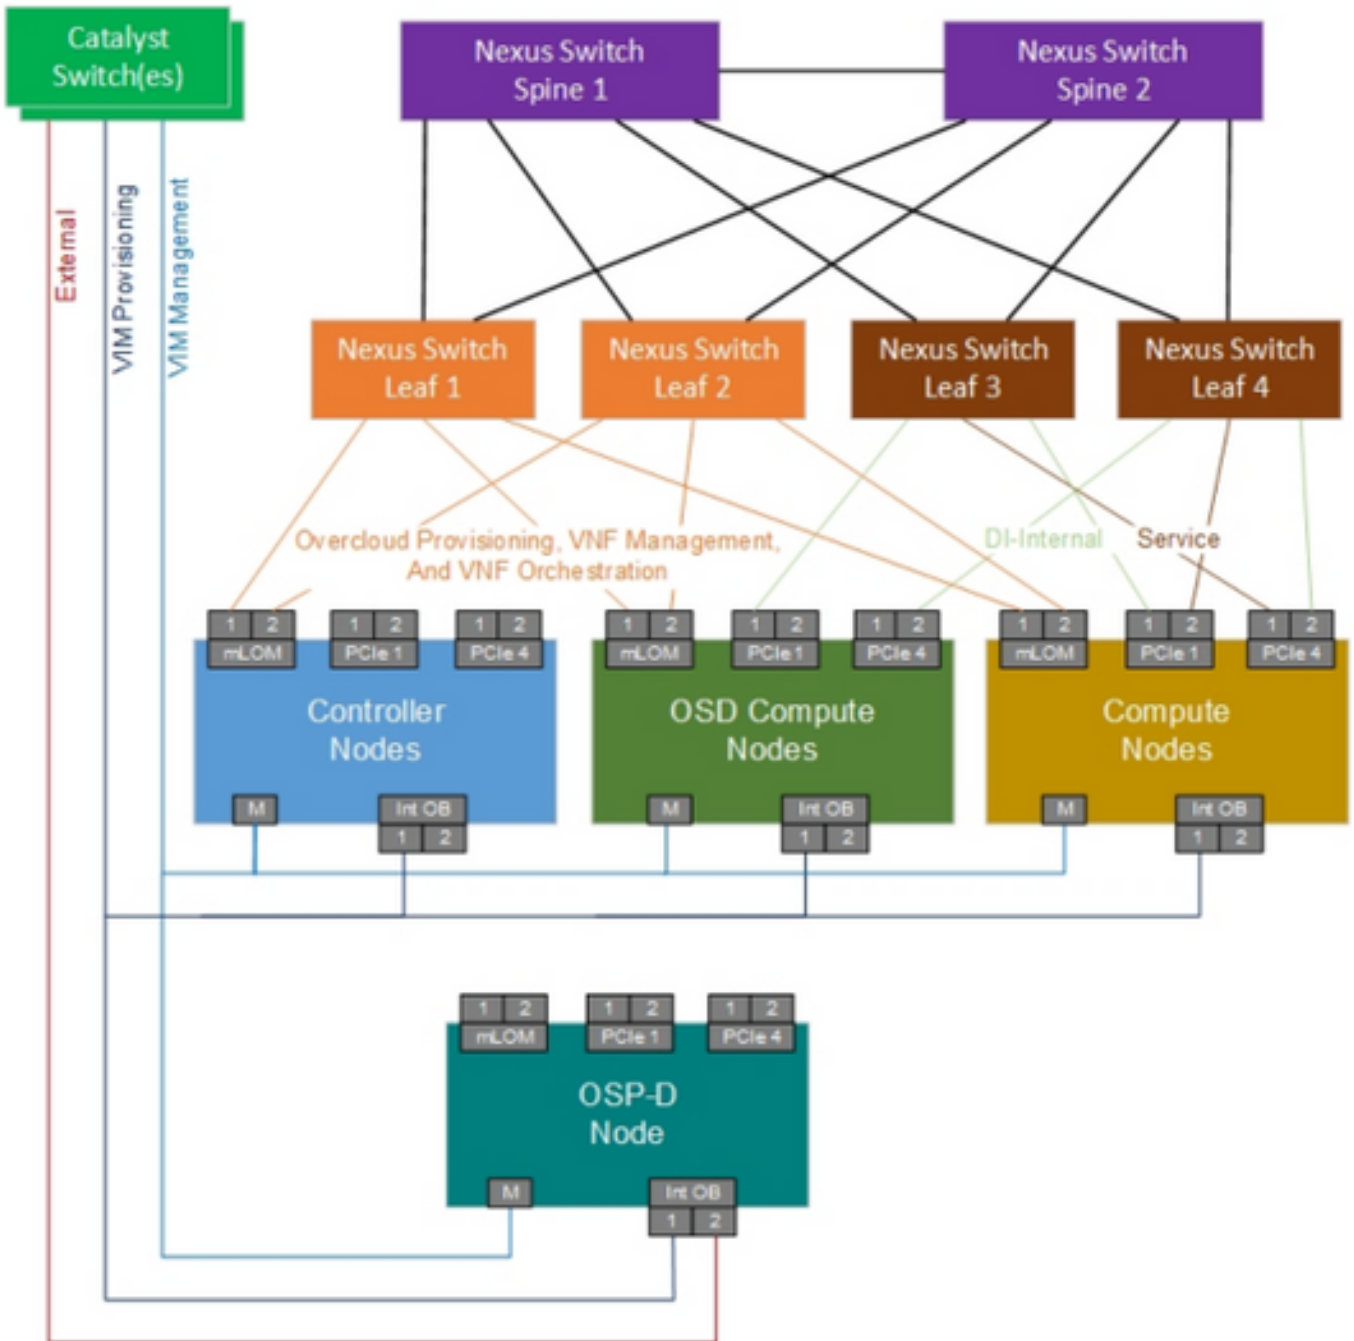 Catalyst
Switch(es)
Nexus Switch
Spine 1
Nexus Switch
Spine 2
External
VIM Provisioning
VIM Management
Nexus Switch
Leaf 1
Nexus Switch
Leaf 2
Nexus Switch
Leaf 3
Nexus Switch
Leaf 4
Overcloud Provisioning, VNF Management,
And VNF Orchestration
DI-Internal
Service
1 2
mLOM
1 2
PCIe 1
1 2
PCIe 4
Controller
Nodes
M
Int OB
1 2
1 2
mLOM
1 2
PCIe 1
1 2
PCIe 4
OSD Compute
Nodes
M
Int OB
1 2
1 2
mLOM
1 2
PCIe 1
1 2
PCIe 4
Compute
Nodes
M
Int OB
1 2
1 2
mLOM
1 2
PCIe 1
1 2
PCIe 4
OSP-D
Node
M
Int OB
1 2